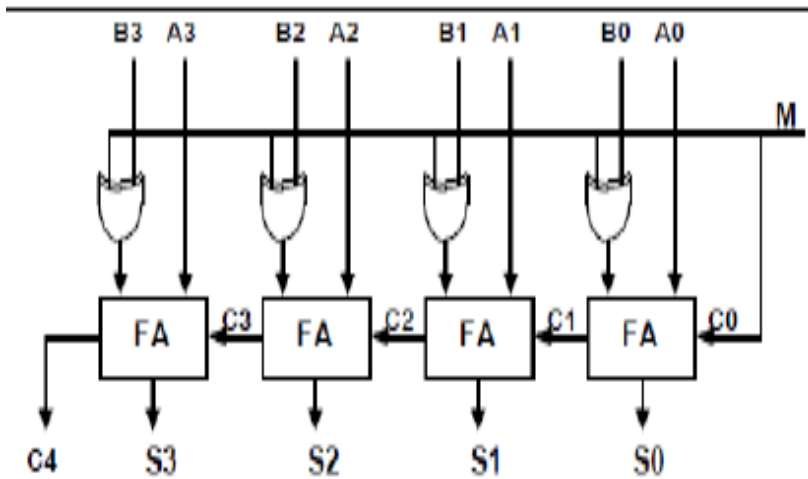 B3 A3 B2 A2 B1 A1 B0 A0
M
FA C3 FA C2 FA C1 FA C0
C4 S3 S2 S1 S0